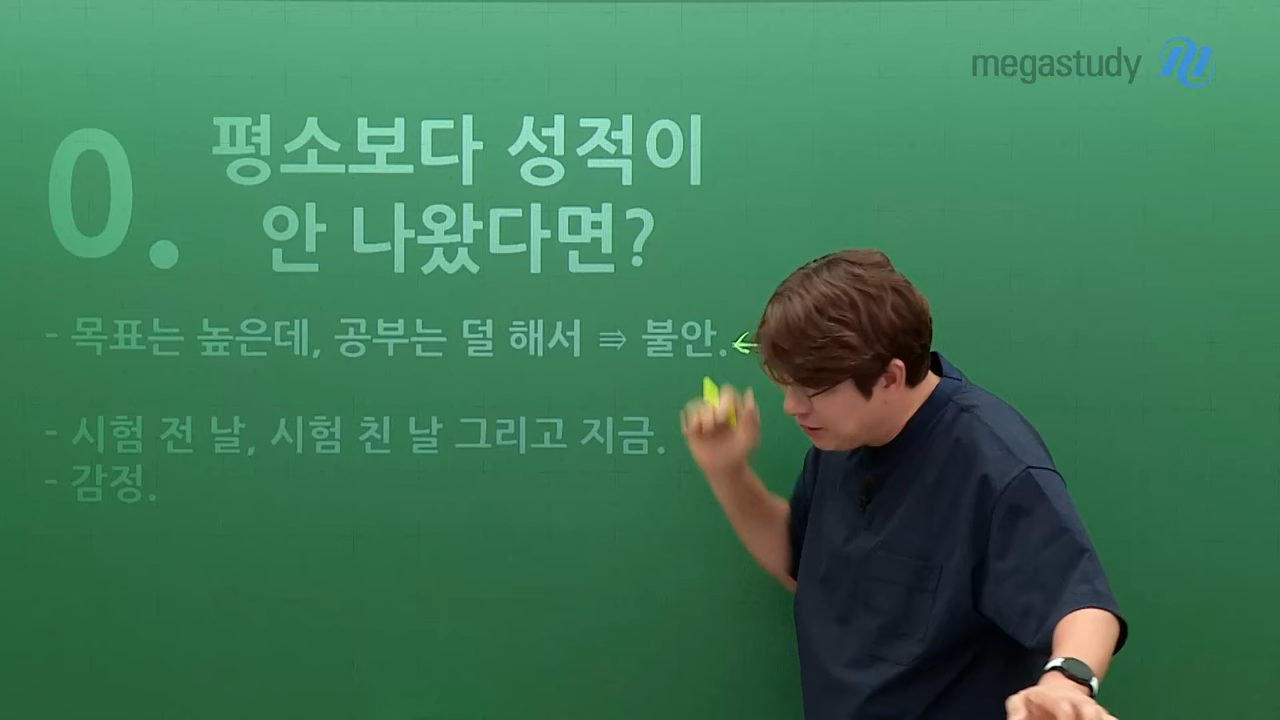 megastudy
0. 평소보다 성적이
안 나왔다면?
- 목표는 높은데, 공부는 덜 해서 ⇛ 불안.
- 시험 전 날, 시험 친 날 그리고 지금.
- 감정.